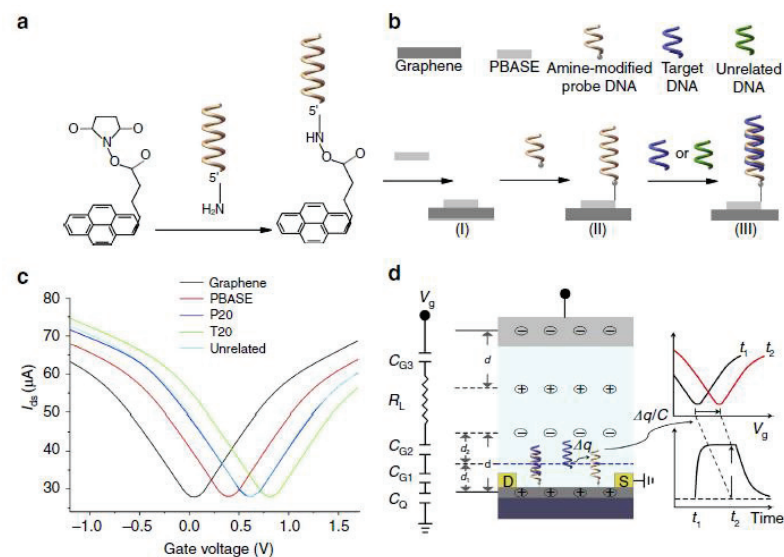 a
5'
HN
O
O
O
N
O
O
5'
H₂N
b
Graphene
PBASE
Amine-modified
probe DNA
Target
DNA
Unrelated
DNA
or
(I)
(II)
(III)
c
80
70
60
50
40
30
Ids (μA)
Graphene
PBASE
P20
T20
Unrelated
−1.0
−0.5
0.0
0.5
1.0
1.5
Gate voltage (V)
d
Vg
CG3
RL
CG2
CG1
CQ
d
d
d₂
d₁
Δq
D
S
Δq/C
t₁
t₂
Vg
t₁
t₂
Time